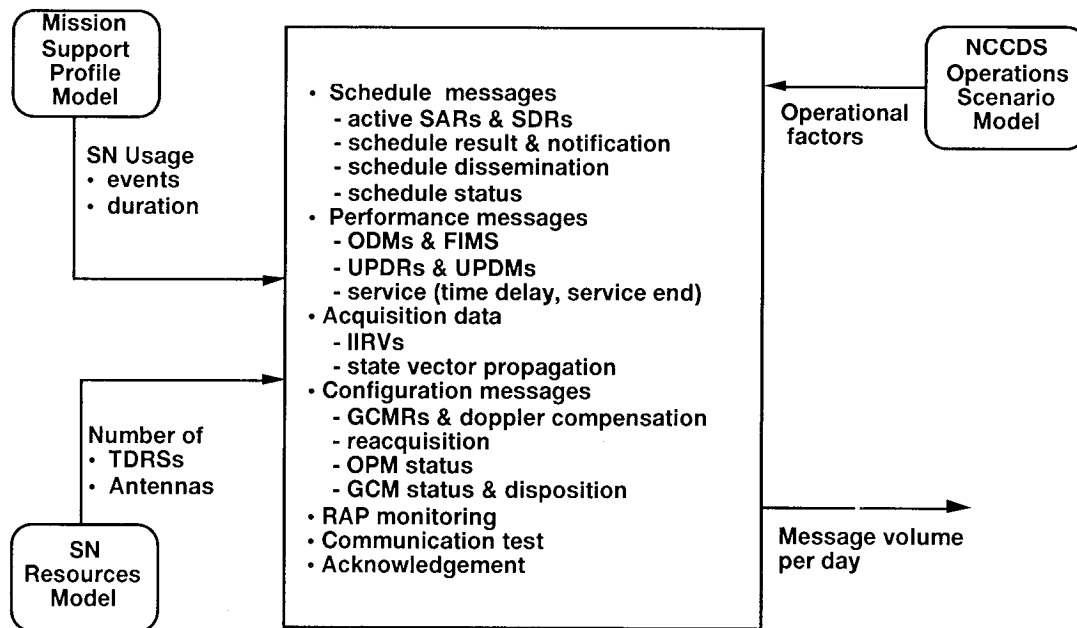 Mission
Support
Profile
Model
SN Usage
• events
• duration
Number of
• TDRSs
• Antennas
SN
Resources
Model
• Schedule messages
- active SARs & SDRs
- schedule result & notification
- schedule dissemination
- schedule status
• Performance messages
- ODMs & FIMS
- UPDRs & UPDMs
- service (time delay, service end)
• Acquisition data
- IIRVs
- state vector propagation
• Configuration messages
- GCMRs & doppler compensation
- reacquisition
- OPM status
- GCM status & disposition
• RAP monitoring
• Communication test
• Acknowledgement
NCCDS
Operations
Scenario
Model
Operational
factors
Message volume
per day